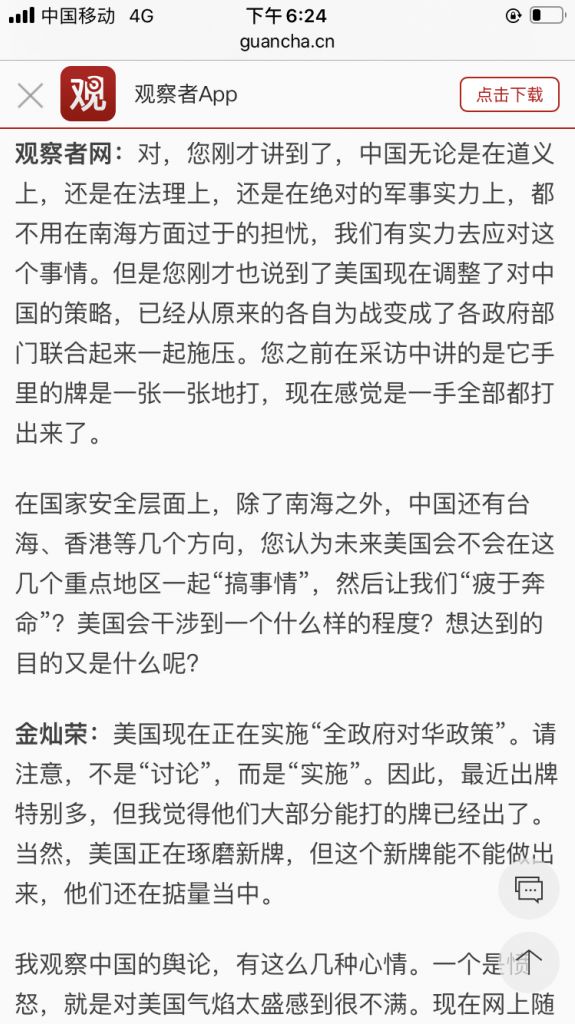 中国移动 4G 下午6:24
guancha.cn
观 观察者App 点击下载
观察者网：对，您刚才讲到了，中国无论是在道义
上，还是在法理上，还是在绝对的军事实力上，都
不用在南海方面过于的担忧，我们有实力去应对这
个事情。但是您刚才也说到了美国现在调整了对中
国的策略，已经从原来的各自为战变成了各政府部
门联合起来一起施压。您之前在采访中讲的是它手
里的牌是一张一张地打，现在感觉是一手全部都打
出来了。
在国家安全层面上，除了南海之外，中国还有台
海、香港等几个方向，您认为未来美国会不会在这
几个重点地区一起“搞事情”，然后让我们“疲于奔
命”？美国会干涉到一个什么样的程度？想达到的
目的又是什么呢？
金灿荣：美国现在正在实施“全政府对华政策”。请
注意，不是“讨论”，而是“实施”。因此，最近出牌
特别多，但我觉得他们大部分能打的牌已经出了。
当然，美国正在琢磨新牌，但这个新牌能不能做出
来，他们还在掂量当中。
我观察中国的舆论，有这么几种心情。一个是愤
怒，就是对美国气焰太盛感到很不满。现在网上随